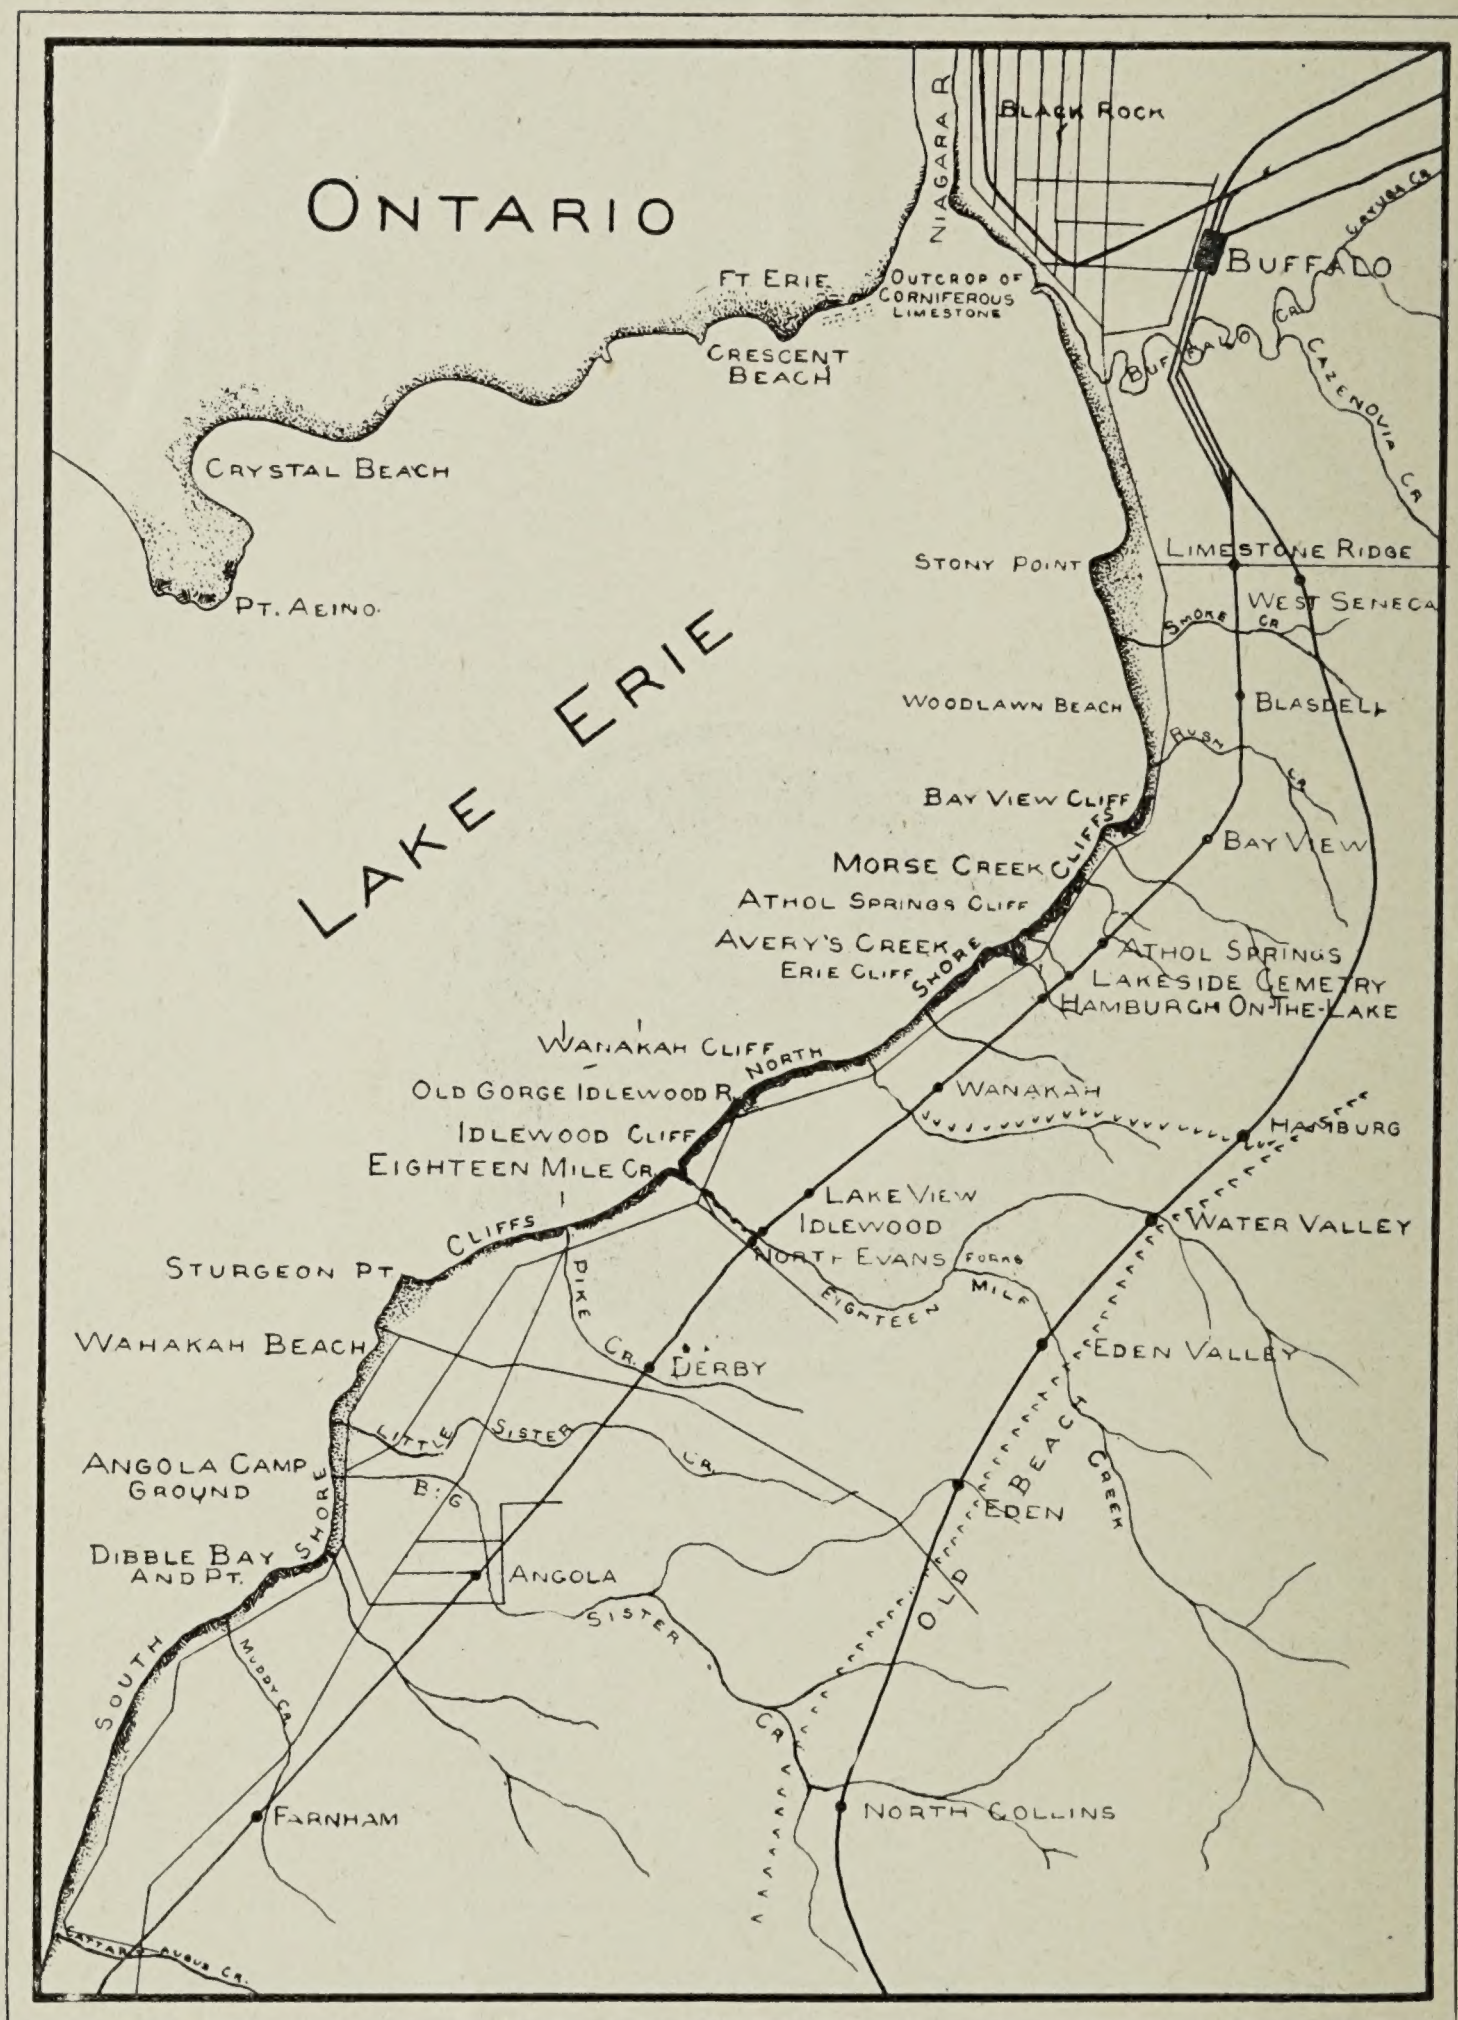 NIAGARA R
BLACK ROCK
ONTARIO
CAYUGA CR
BUFFALO
FT ERIE
OUTCROP OF
CORNIFEROUS
LIMESTONE
CRESCENT
BEACH
BUFFALO CR
CAZENOVIA CR
CRYSTAL BEACH
STONY POINT
LIMESTONE RIDGE
PT. AEINO.
WEST SENECA
SMOKE CR
LAKE ERIE
WOODLAWN BEACH
BLASDELL
RUSH CR
BAY VIEW CLIFF
BAY VIEW
MORSE CREEK
ATHOL SPRINGS CLIFF
AVERY'S CREEK
ERIE CLIFF
NORTH SHORE CLIFFS
ATHOL SPRINGS
LAKESIDE CEMETRY
HAMBURGH ON-THE-LAKE
WANAKAH CLIFF
OLD GORGE IDLEWOOD R.
WANAKAH
IDLEWOOD CLIFF
HAMBURG
EIGHTEEN MILE CR.
LAKE VIEW
IDLEWOOD
WATER VALLEY
NORTH EVANS
FORKS
STURGEON PT.
PIKE CR.
EIGHTEEN MILE CREEK
WAHAKAH BEACH
DERBY
EDEN VALLEY
LITTLE SISTER CR.
ANGOLA CAMP
GROUND
BIG SISTER CR
EDEN
OLD BEACH
DIBBLE BAY
AND PT.
ANGOLA
SOUTH SHORE CLIFFS
MUDDY CR.
FARNHAM
NORTH COLLINS
CATTARAUGUS CR.